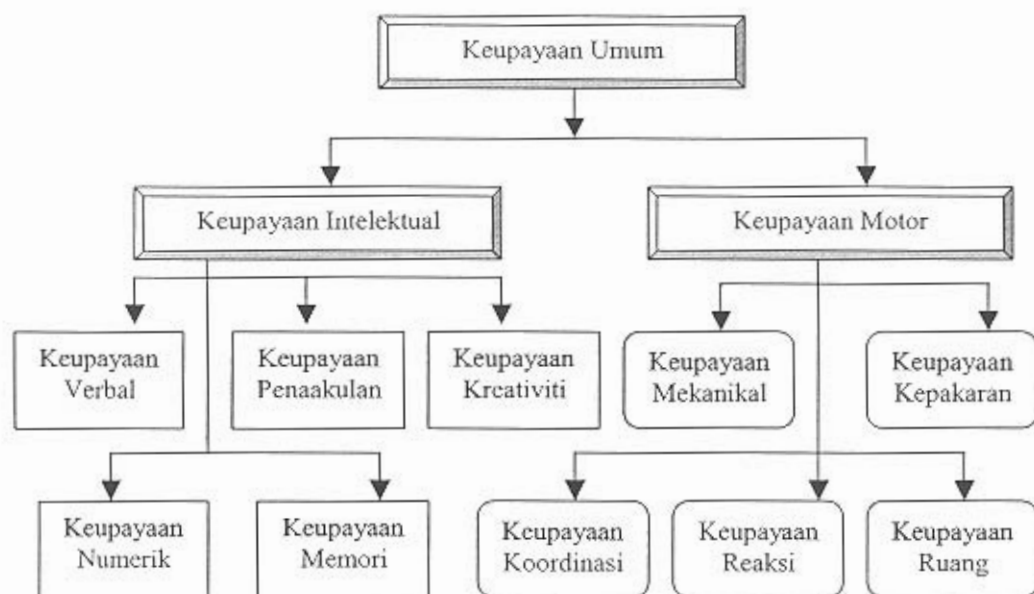 Keupayaan Umum
Keupayaan Intelektual
Keupayaan Motor
Keupayaan
Verbal
Keupayaan
Penaakulan
Keupayaan
Kreativiti
Keupayaan
Mekanikal
Keupayaan
Kepakaran
Keupayaan
Numerik
Keupayaan
Memori
Keupayaan
Koordinasi
Keupayaan
Reaksi
Keupayaan
Ruang